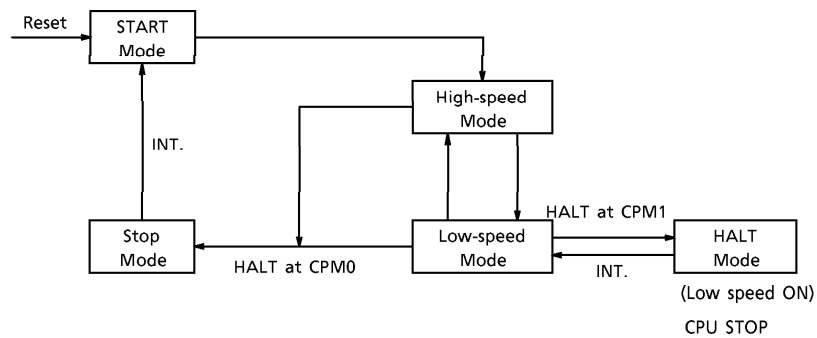 Reset
START
Mode
High-speed
Mode
INT.
HALT at CPM1
Stop
Mode
HALT at CPM0
Low-speed
Mode
INT.
HALT
Mode
(Low speed ON)
CPU STOP